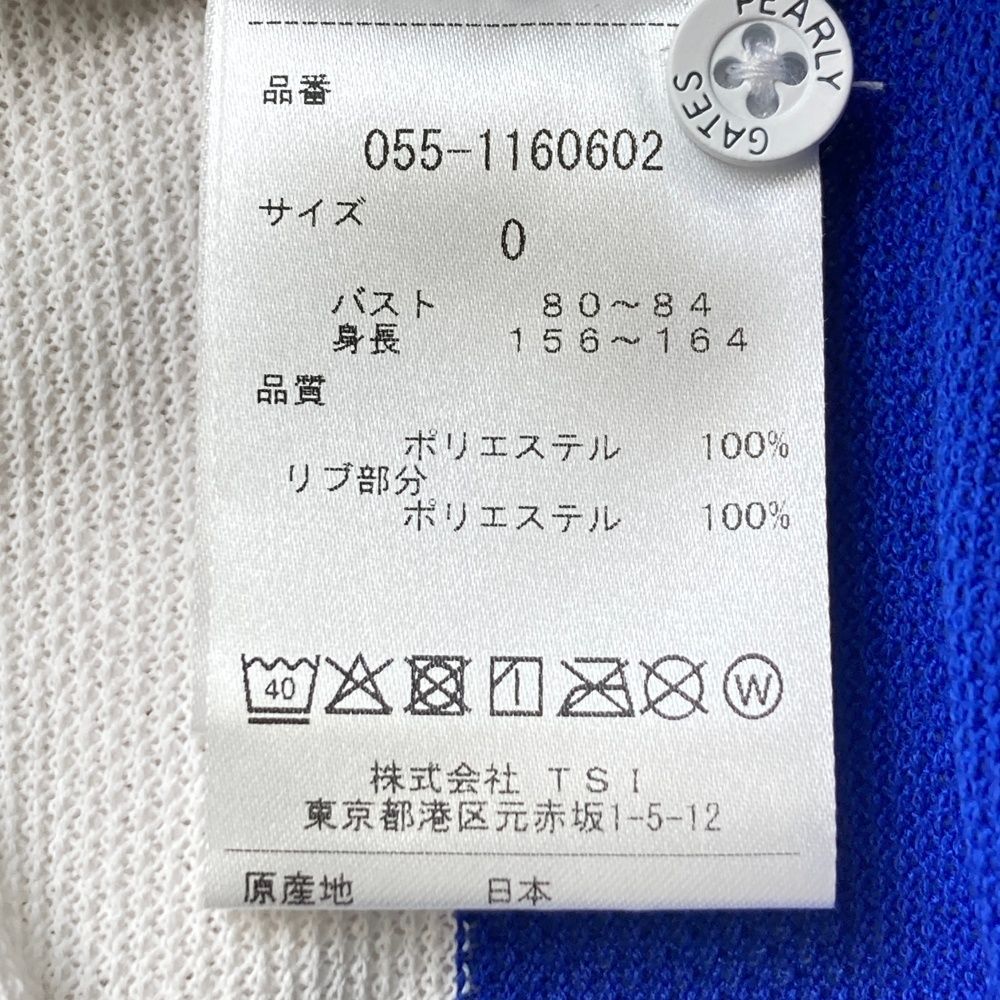 PEARLY GATES
品番
055-1160602
サイズ
0
バスト 80～84
身長 156～164
品質
ポリエステル 100%
リブ部分
ポリエステル 100%
40
W
株式会社 TSI
東京都港区元赤坂1-5-12
原産地 日本